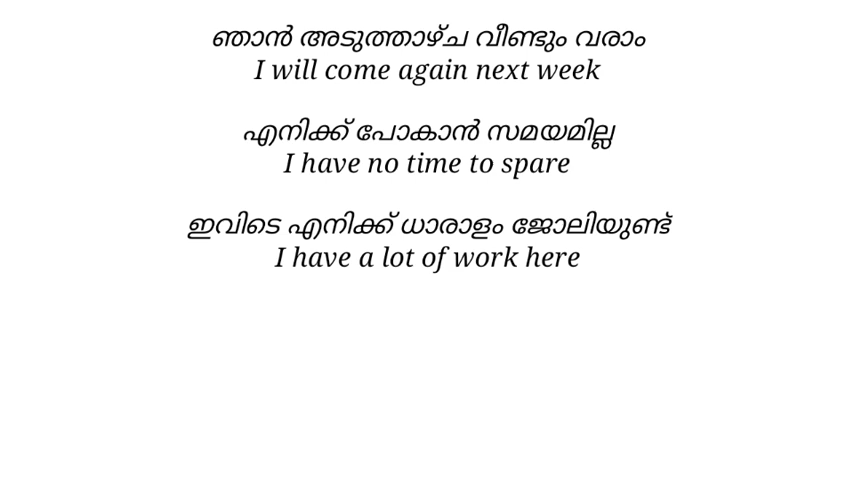 ഞാൻ അടുത്താഴ്ച വീണ്ടും വരാം
I will come again next week
എനിക്ക് പോകാൻ സമയമില്ല
I have no time to spare
ഇവിടെ എനിക്ക് ധാരാളം ജോലിയുണ്ട്
I have a lot of work here